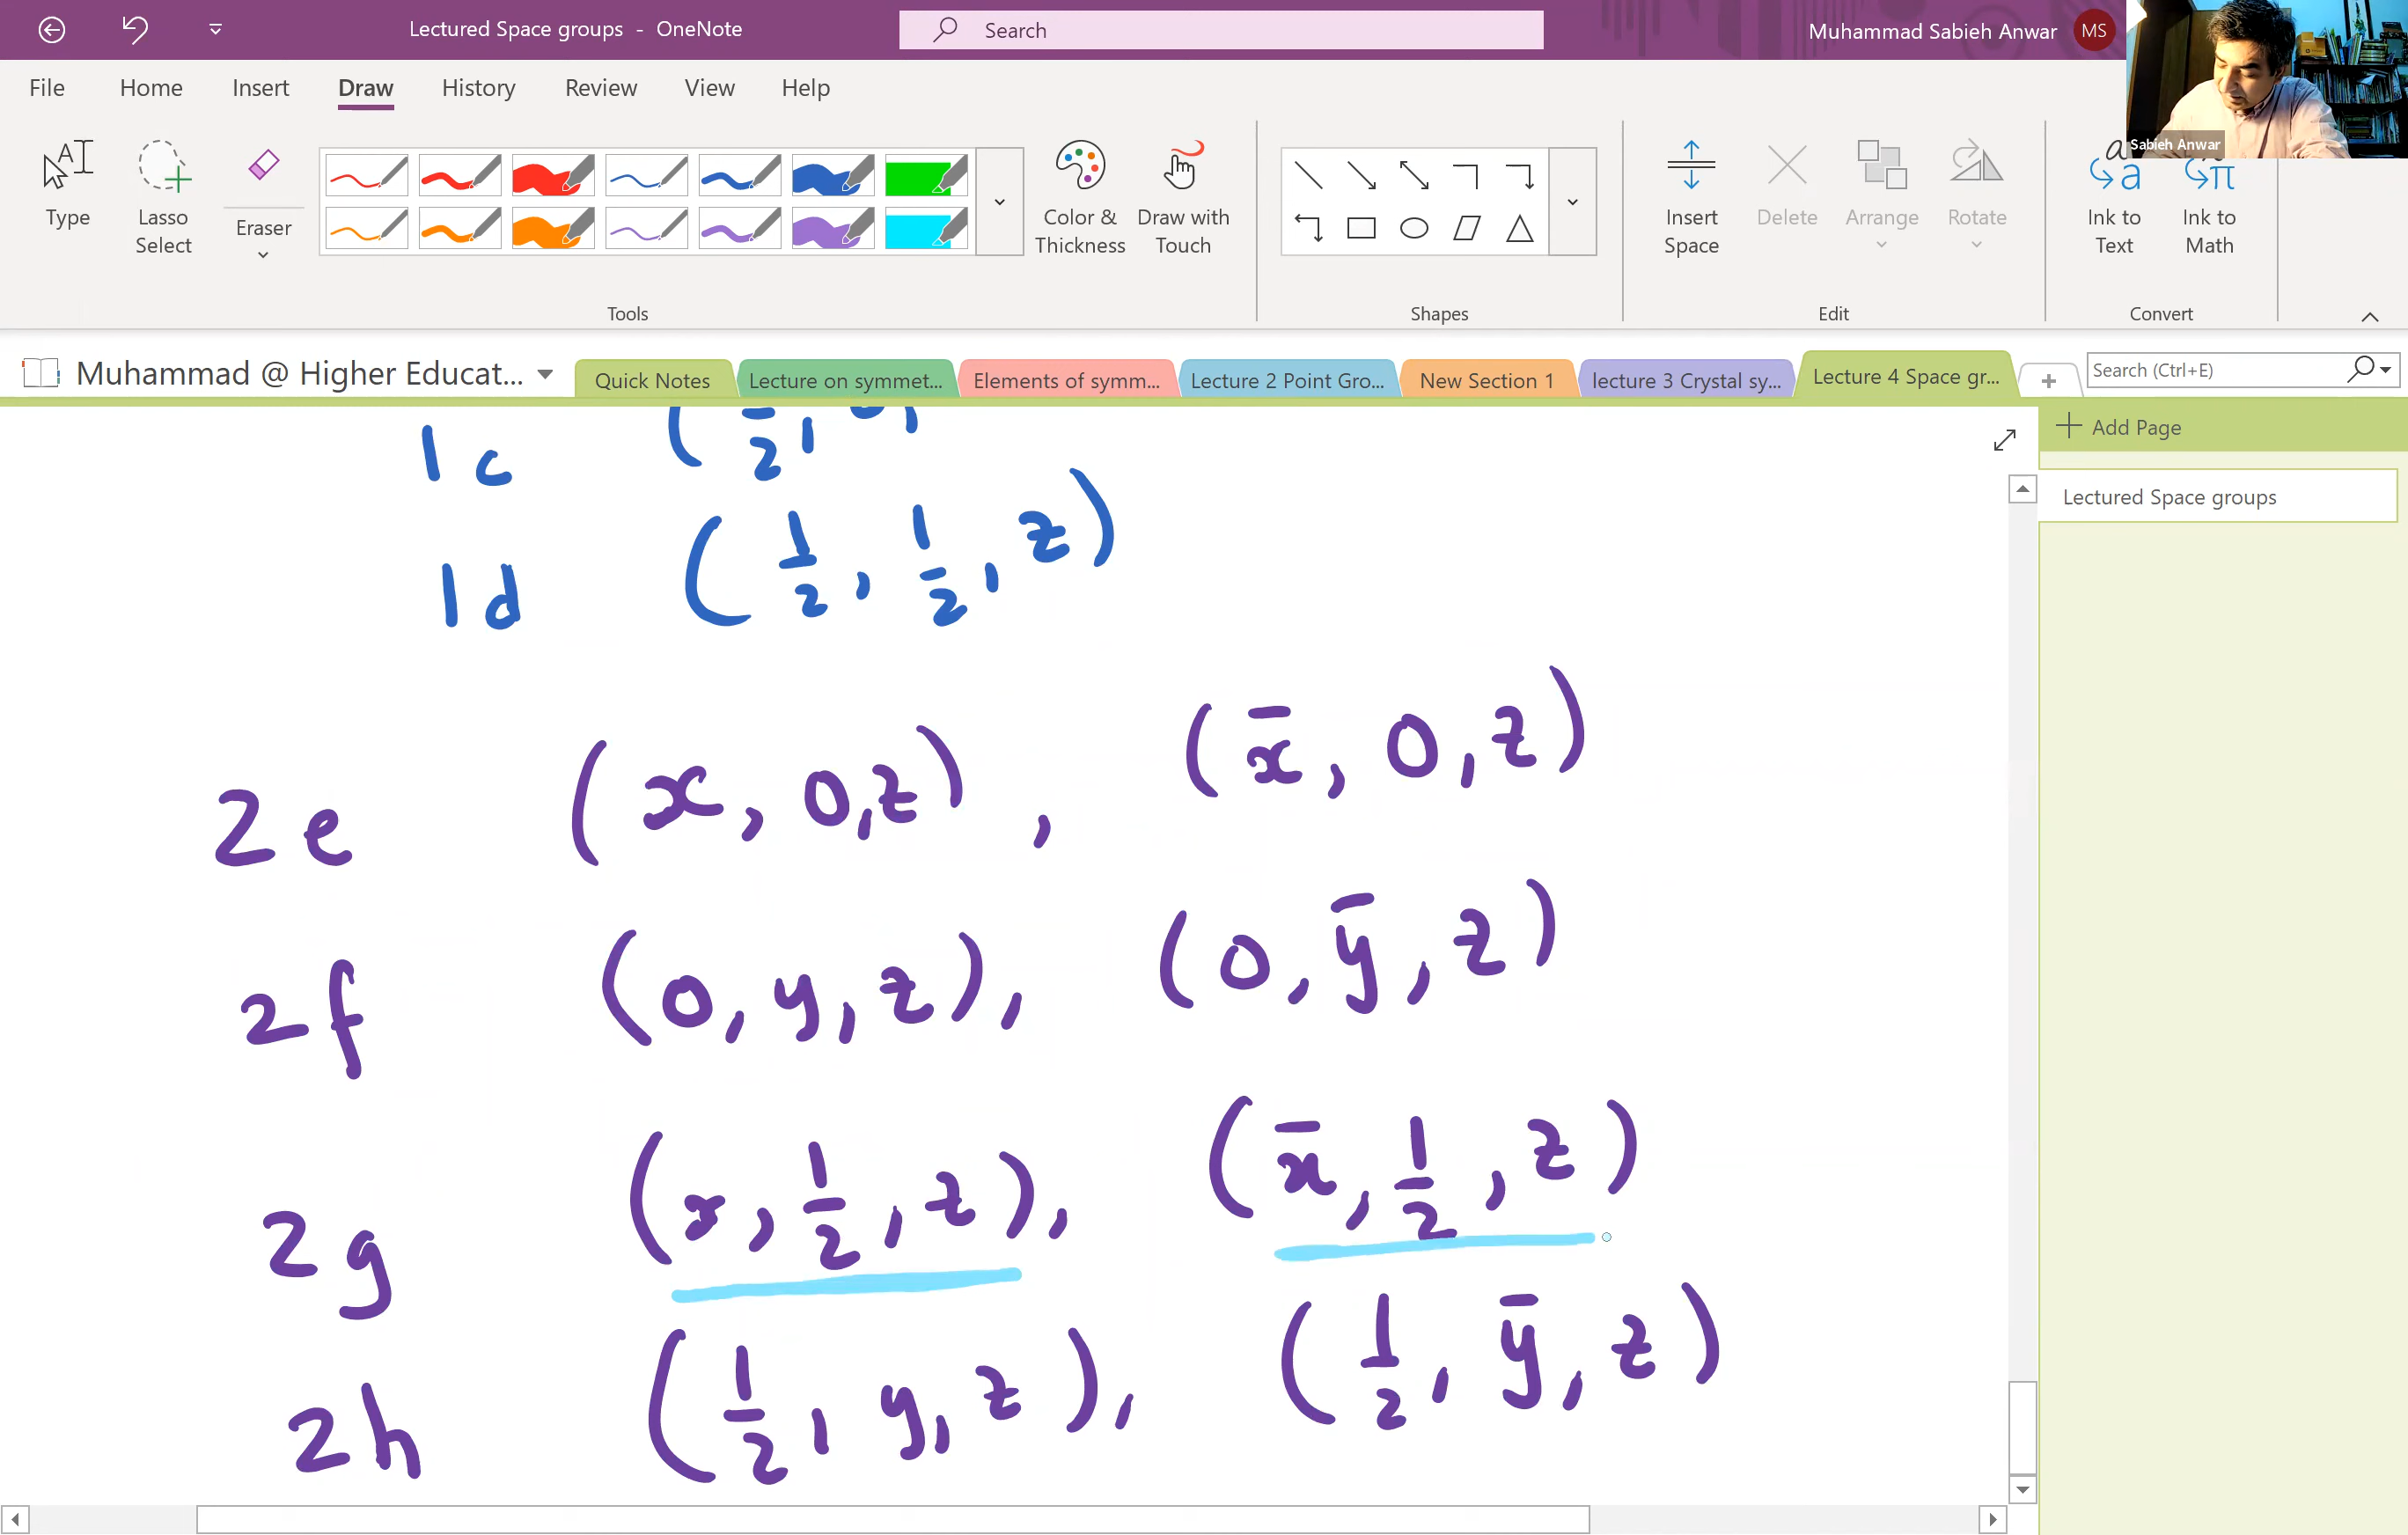 Lectured Space groups - OneNote
Search
Muhammad Sabieh Anwar
MS
File Home Insert Draw History Review View Help
Sabieh Anwar
Type
Lasso Select
Eraser
Color & Thickness
Draw with Touch
Insert Space
Delete
Arrange
Rotate
Ink to Text
Ink to Math
Tools
Shapes
Edit
Convert
Muhammad @ Higher Educat...
Quick Notes
Lecture on symmet...
Elements of symm...
Lecture 2 Point Gro...
New Section 1
lecture 3 Crystal sy...
Lecture 4 Space gr...
Search (Ctrl+E)
Add Page
Lectured Space groups
1c (1/2, 0,
1d (1/2, 1/2, z)
2e (x, 0, z), (x̄, 0, z)
2f (0, y, z), (0, ȳ, z)
2g (x, 1/2, z), (x̄, 1/2, z)
2h (1/2, y, z), (1/2, ȳ, z)